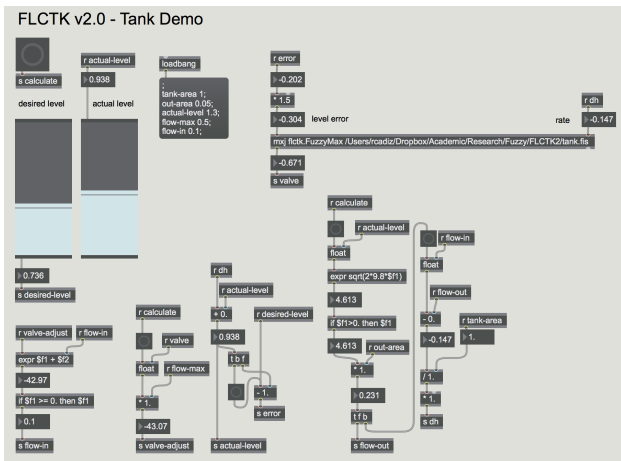 FLCTK v2.0 - Tank Demo
s calculate
desired level
0.736
s desired-level
r actual-level
0.938
actual level
loadbang
;
tank-area 1;
out-area 0.05;
actual-level 1.3;
flow-max 0.5;
flow-in 0.1;
r error
-0.202
* 1.5
-0.304 level error
r dh
rate -0.147
mxj flctk.FuzzyMax /Users/rcadiz/Dropbox/Academic/Research/Fuzzy/FLCTK2/tank.fis
-0.671
s valve
r valve-adjust r flow-in
expr $f1 + $f2
-42.97
if $f1 >= 0. then $f1
0.1
s flow-in
r calculate
r valve
float r flow-max
* 1.
-43.07
s valve-adjust
r dh
r actual-level
+ 0. r desired-level
0.938
t b f
- 1.
s error
s actual-level
r calculate
r actual-level
float
expr sqrt(2*9.8*$f1)
4.613
if $f1>0. then $f1
4.613 r out-area
* 1.
0.231
t f b
s flow-out
r flow-in
float
r flow-out
- 0. r tank-area
-0.147 1.
/ 1.
* 1.
s dh